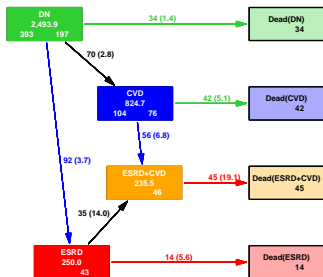 DN
2,493.9
393 197
34 (1.4)
Dead(DN)
34
70 (2.8)
CVD
824.7
104 76
42 (5.1)
Dead(CVD)
42
56 (6.8)
92 (3.7)
ESRD+CVD
235.5
46
45 (19.1)
Dead(ESRD+CVD)
45
35 (14.0)
ESRD
250.0
43
14 (5.6)
Dead(ESRD)
14